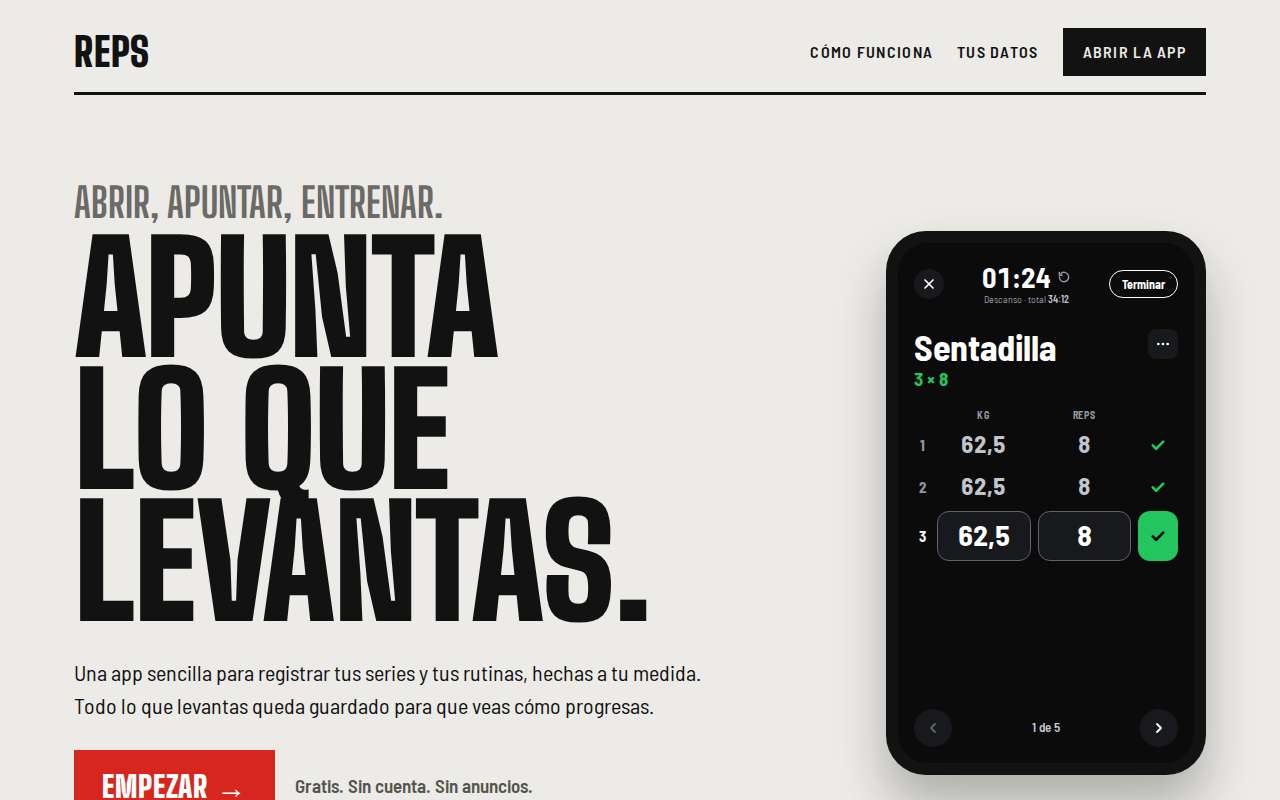 REPS
CÓMO FUNCIONA
TUS DATOS
ABRIR LA APP
ABRIR, APUNTAR, ENTRENAR.
APUNTA
LO QUE
LEVANTAS.
Una app sencilla para registrar tus series y tus rutinas, hechas a tu medida.
Todo lo que levantas queda guardado para que veas cómo progresas.
EMPEZAR →
Gratis. Sin cuenta. Sin anuncios.
01:24
Descanso · total 34:12
Terminar
Sentadilla
3 × 8
KG REPS
1 62,5 8
2 62,5 8
3 62,5 8
1 de 5